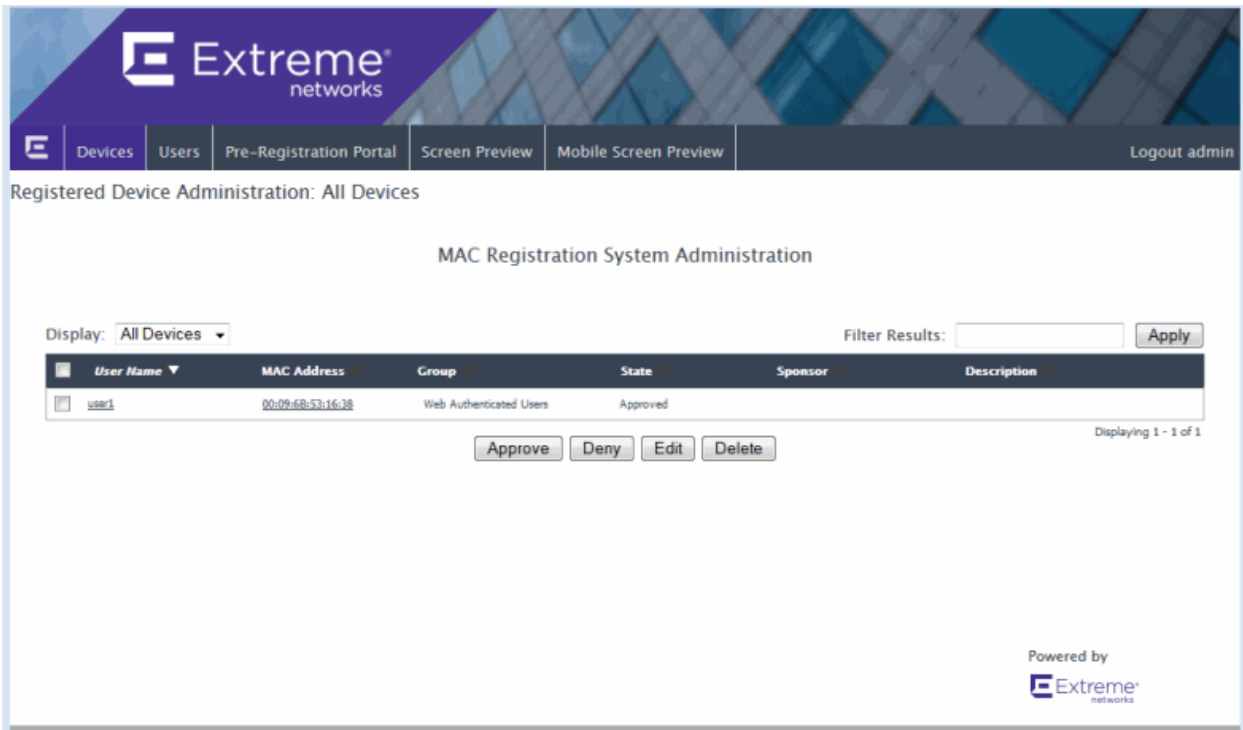 Extreme®
networks
Devices Users Pre-Registration Portal Screen Preview Mobile Screen Preview Logout admin
Registered Device Administration: All Devices
MAC Registration System Administration
Display: All Devices Filter Results: Apply
User Name MAC Address Group State Sponsor Description
user1 00:09:6B:53:16:38 Web Authenticated Users Approved
Displaying 1 - 1 of 1
Approve Deny Edit Delete
Powered by
Extreme®
networks